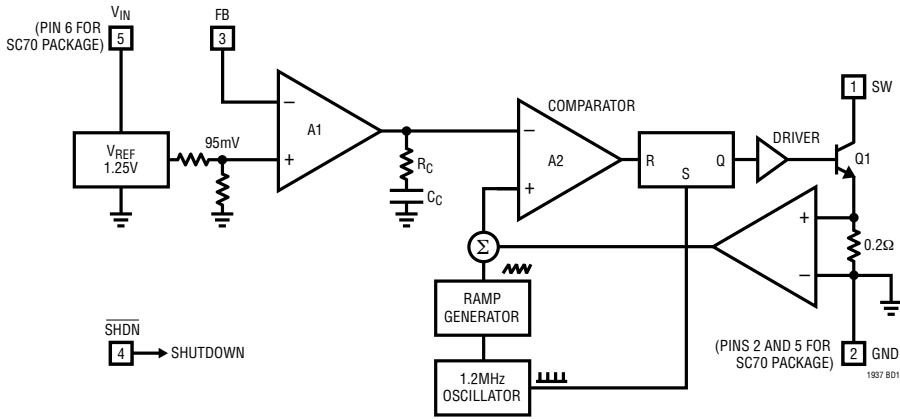 VIN
(PIN 6 FOR
SC70 PACKAGE)
5
FB
3
VREF
1.25V
95mV
−
+
A1
RC
CC
COMPARATOR
−
A2
+
R
Q
S
DRIVER
1
SW
Q1
Σ
+
−
0.2Ω
RAMP
GENERATOR
1.2MHz
OSCILLATOR
SHDN
4
SHUTDOWN
(PINS 2 AND 5 FOR
SC70 PACKAGE)
2
GND
1937 BD1